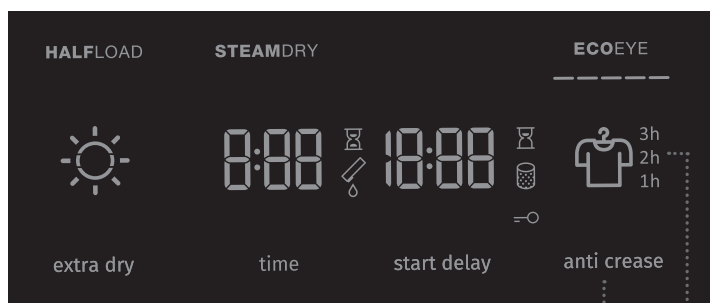 HALFLOAD
STEAMDRY
ECOEYE
8:88
18:88
3h
2h
1h
extra dry
time
start delay
anti crease